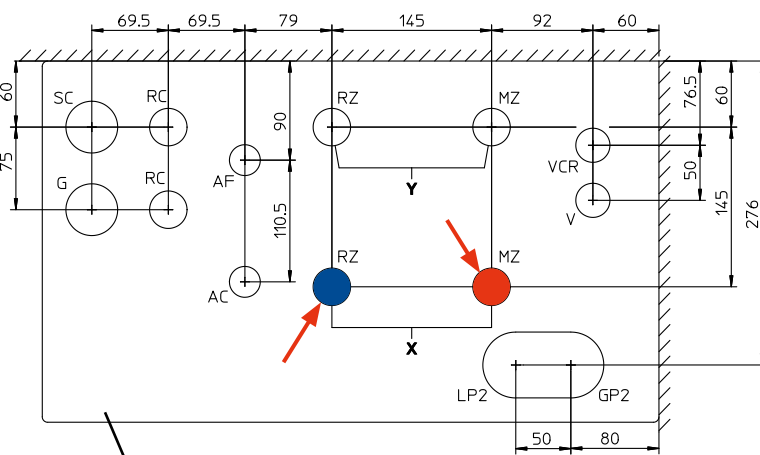 69.5 69.5 79 145 92 60
60 SC RC RZ MZ 76.5 60
90
75 G RC AF Y VCR 50
V 145 276
110.5
RZ MZ
AC
X
LP2 GP2
50 80